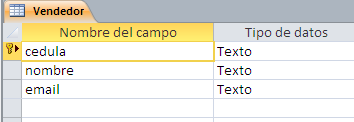 Vendedor
Nombre del campo Tipo de datos
cedula Texto
nombre Texto
email Texto